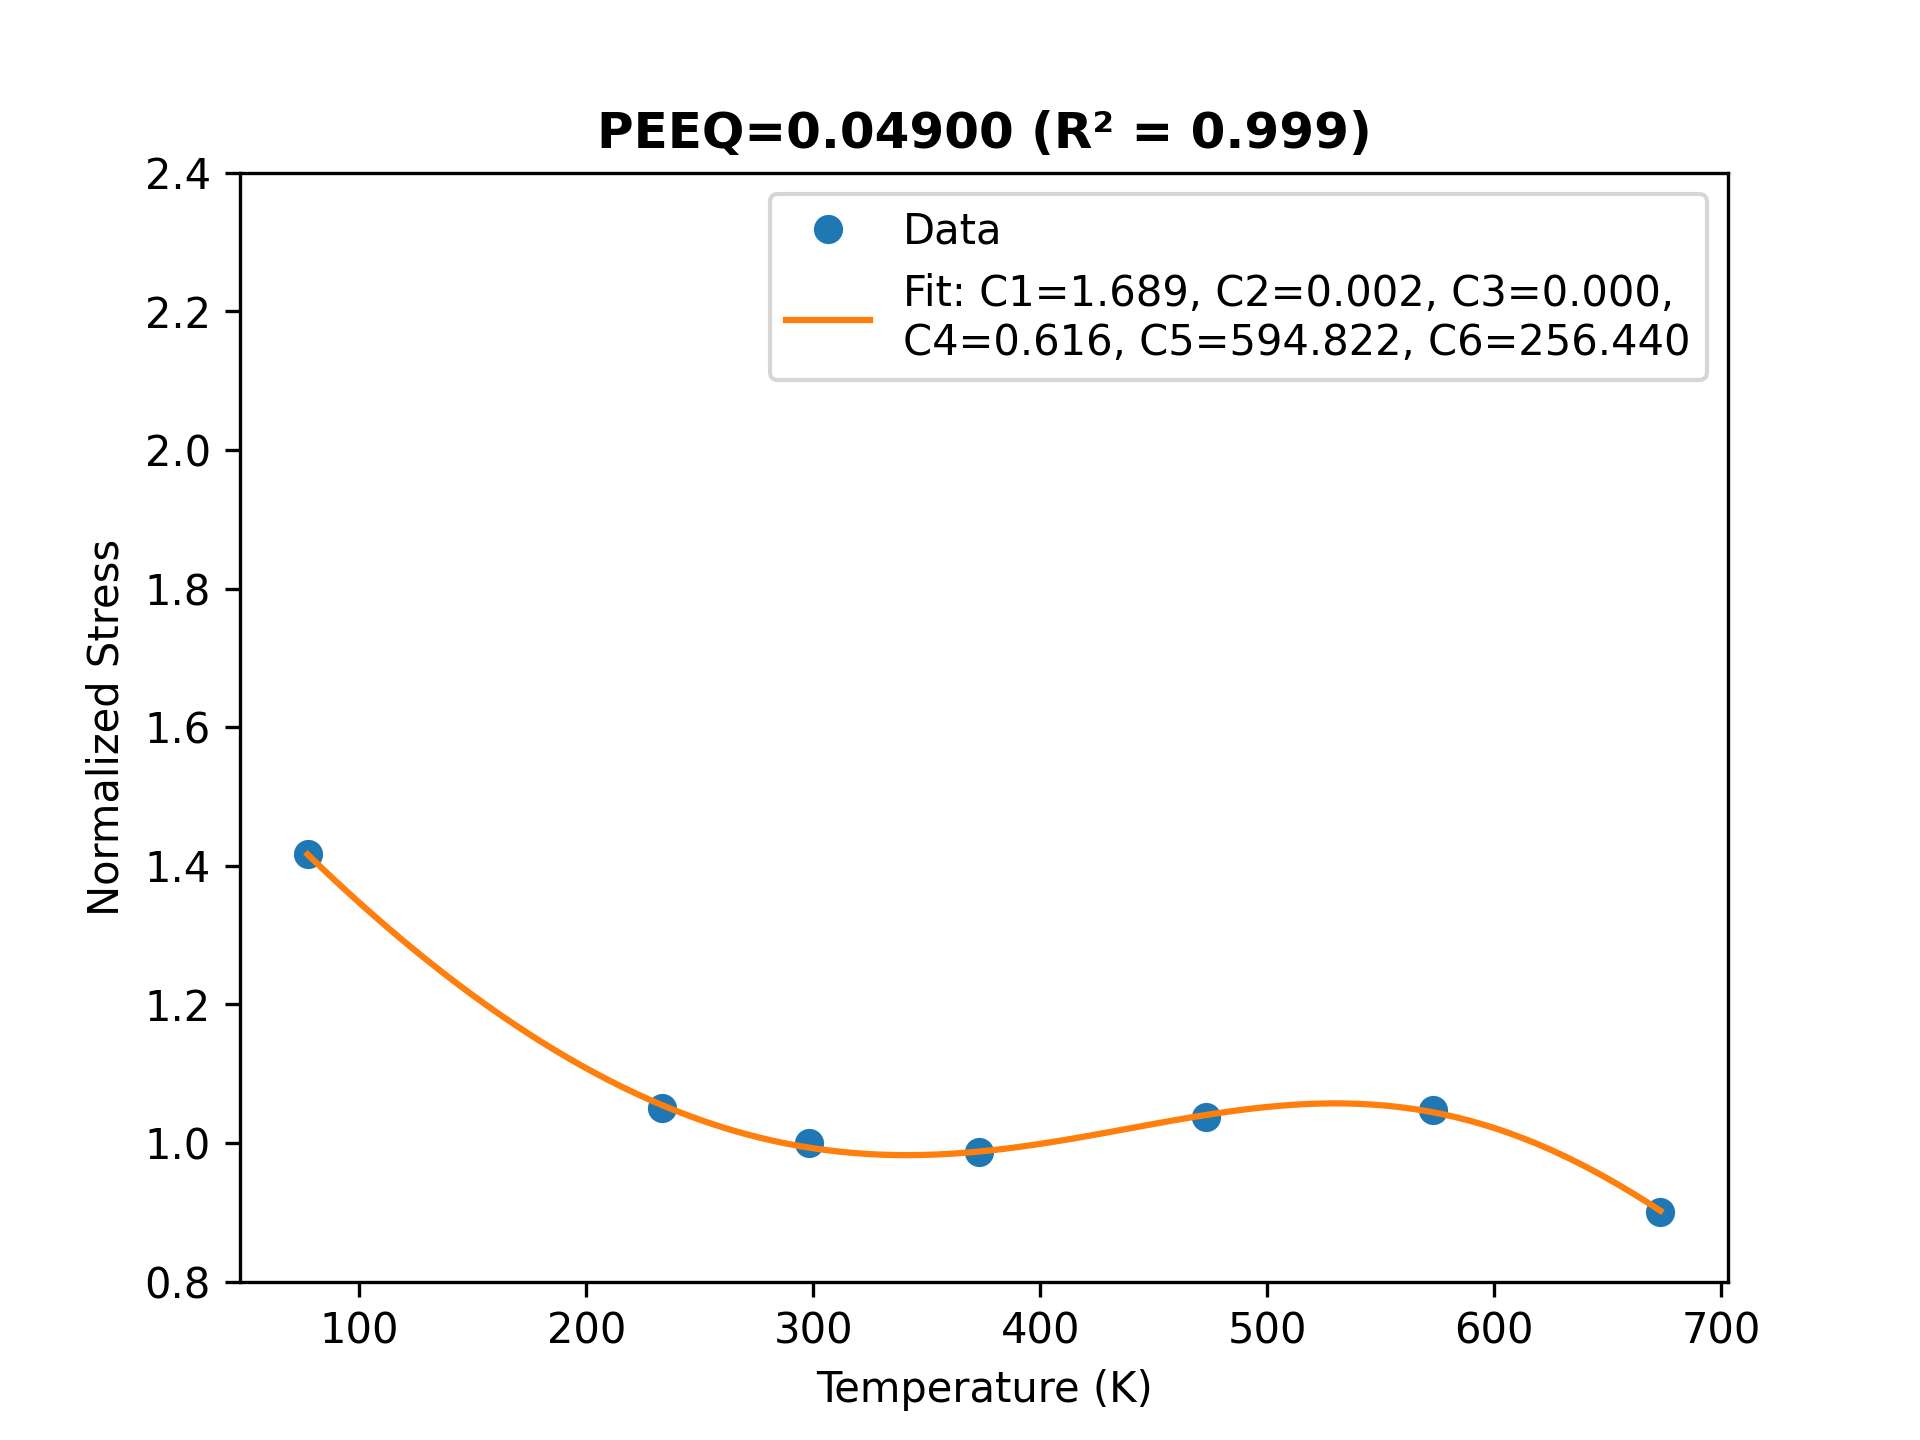 PEEQ=0.04900 (R² = 0.999)
2.4
2.2
2.0
1.8
1.6
1.4
1.2
1.0
0.8
Normalized Stress
Data
Fit: C1=1.689, C2=0.002, C3=0.000,
C4=0.616, C5=594.822, C6=256.440
100 200 300 400 500 600 700
Temperature (K)